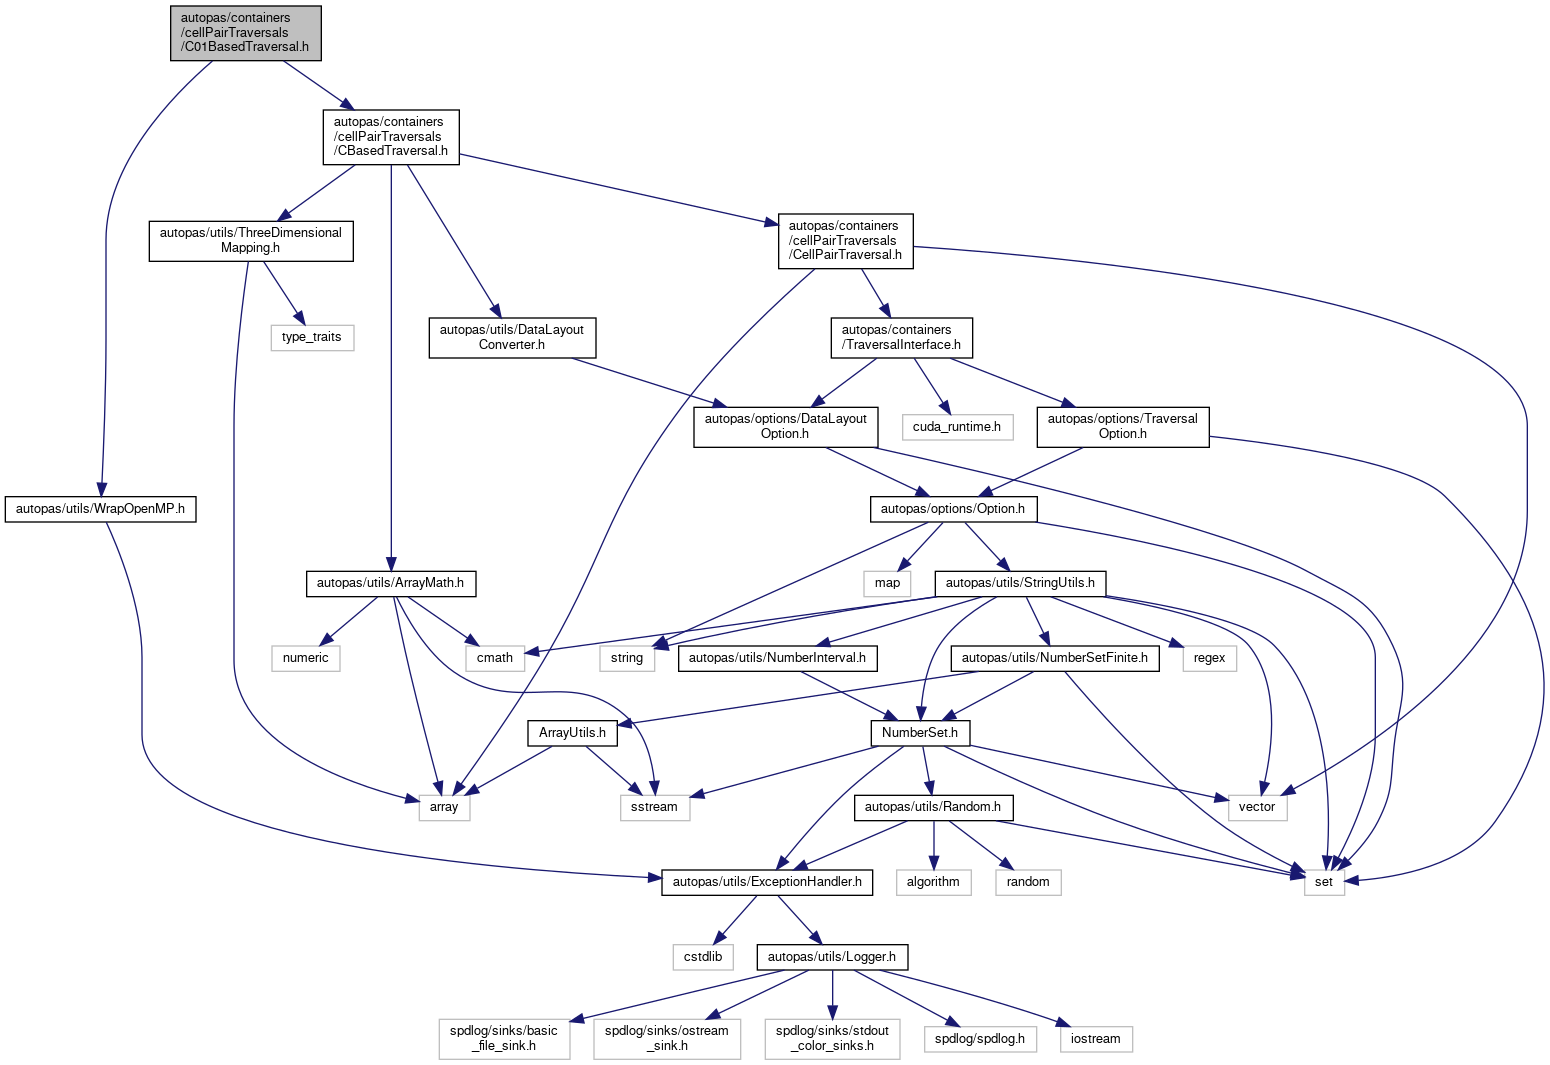 autopas/containers
/cellPairTraversals
/C01BasedTraversal.h
autopas/containers
/cellPairTraversals
/CBasedTraversal.h
autopas/utils/ThreeDimensional
Mapping.h
autopas/containers
/cellPairTraversals
/CellPairTraversal.h
type_traits
autopas/utils/DataLayout
Converter.h
autopas/containers
/TraversalInterface.h
autopas/options/DataLayout
Option.h
cuda_runtime.h
autopas/options/Traversal
Option.h
autopas/utils/WrapOpenMP.h
autopas/options/Option.h
autopas/utils/ArrayMath.h
map
autopas/utils/StringUtils.h
numeric
cmath
string
autopas/utils/NumberInterval.h
autopas/utils/NumberSetFinite.h
regex
ArrayUtils.h
NumberSet.h
array
sstream
autopas/utils/Random.h
vector
autopas/utils/ExceptionHandler.h
algorithm
random
set
cstdlib
autopas/utils/Logger.h
spdlog/sinks/basic
_file_sink.h
spdlog/sinks/ostream
_sink.h
spdlog/sinks/stdout
_color_sinks.h
spdlog/spdlog.h
iostream